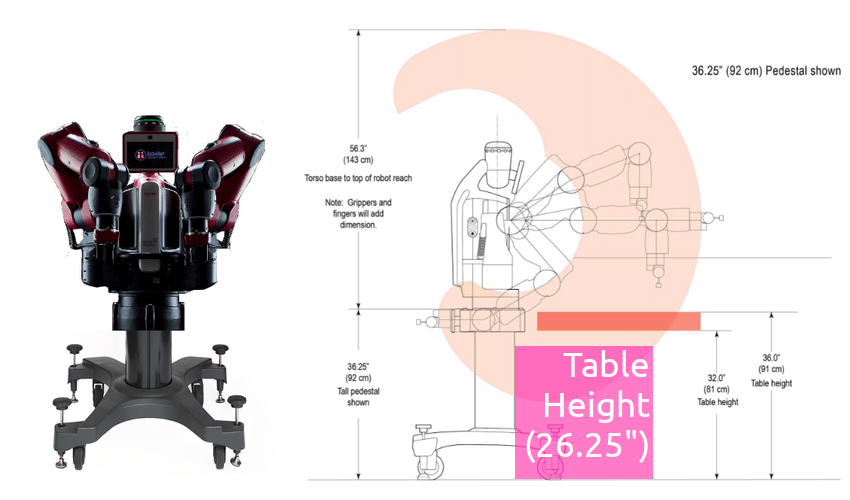 baxter
36.25" (92 cm) Pedestal shown
56.3"
(143 cm)
Torso base to top of robot reach
Note: Grippers and
fingers will add
dimension.
36.25"
(92 cm)
Tall pedestal
shown
Table
Height
(26.25")
32.0"
(81 cm)
Table height
36.0"
(91 cm)
Table height